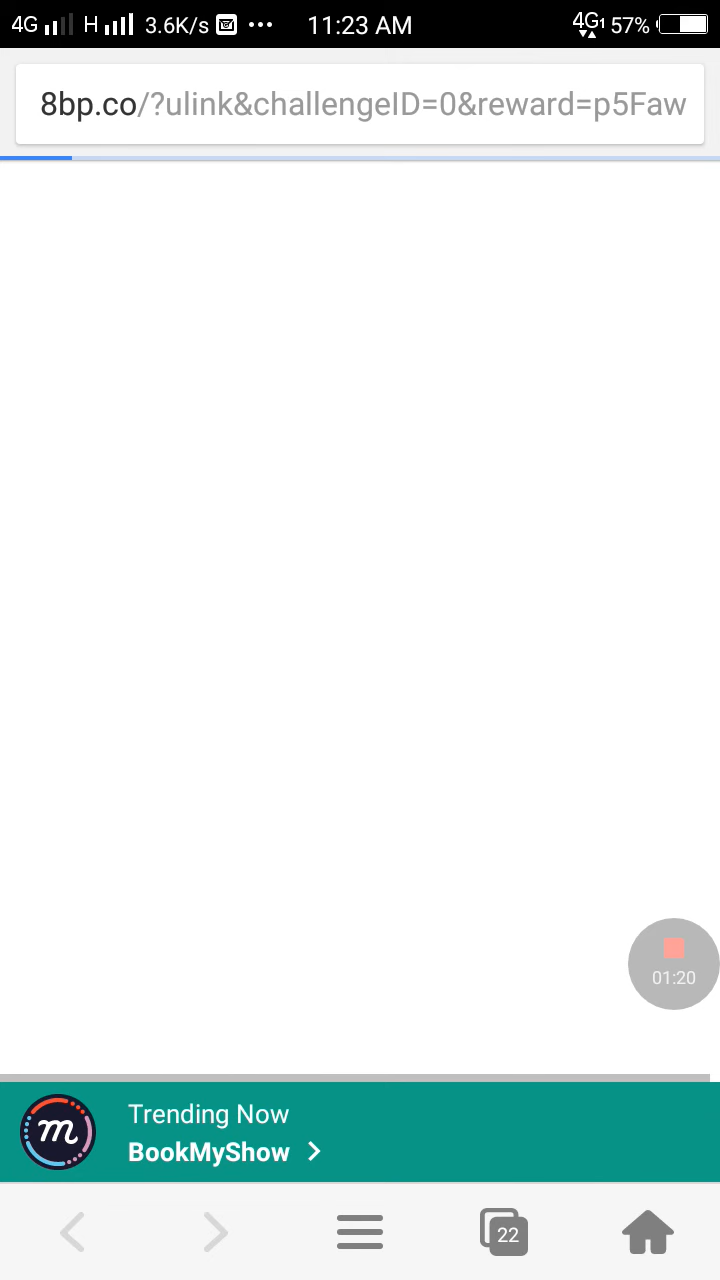 4G H 3.6K/s 11:23 AM 4G1 57%
8bp.co/?ulink&challengeID=0&reward=p5Faw
01:20
m
Trending Now
BookMyShow
22